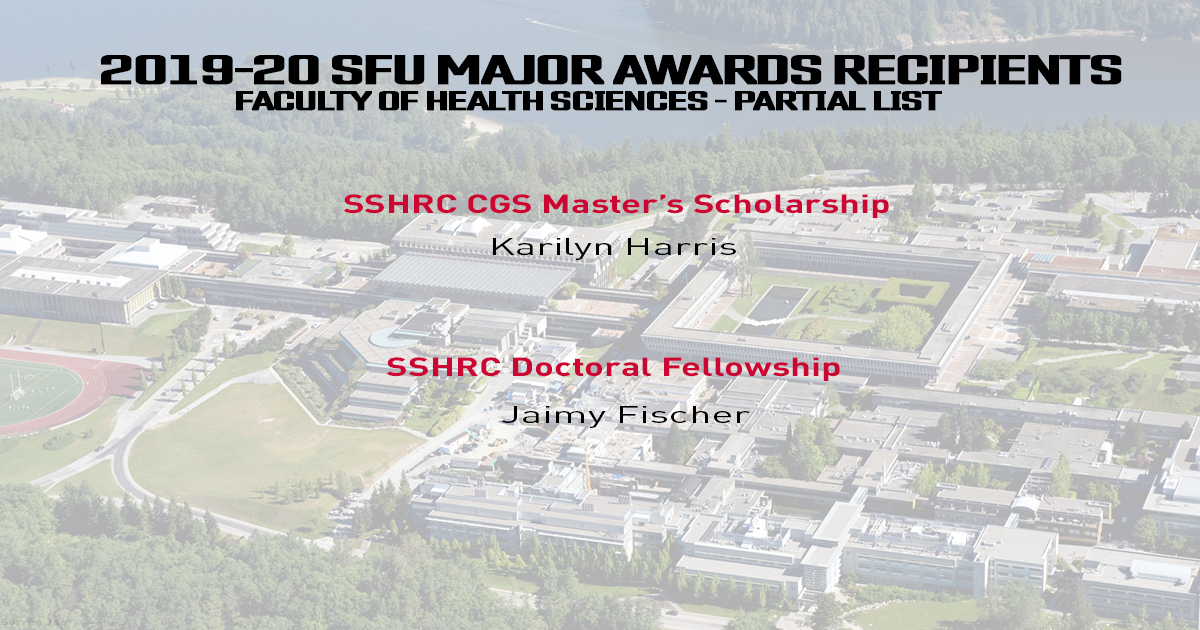 2019-20 SFU MAJOR AWARDS RECIPIENTS
FACULTY OF HEALTH SCIENCES - PARTIAL LIST
SSHRC CGS Master's Scholarship
Karilyn Harris
SSHRC Doctoral Fellowship
Jaimy Fischer